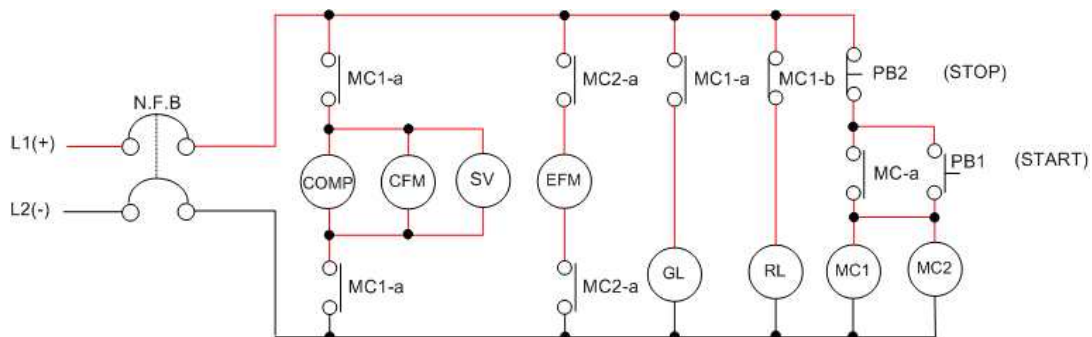 N.F.B
L1(+)
L2(-)
MC1-a
MC2-a
MC1-a
MC1-b
PB2
(STOP)
COMP
CFM
SV
EFM
MC-a
PB1
(START)
MC1-a
MC2-a
GL
RL
MC1
MC2